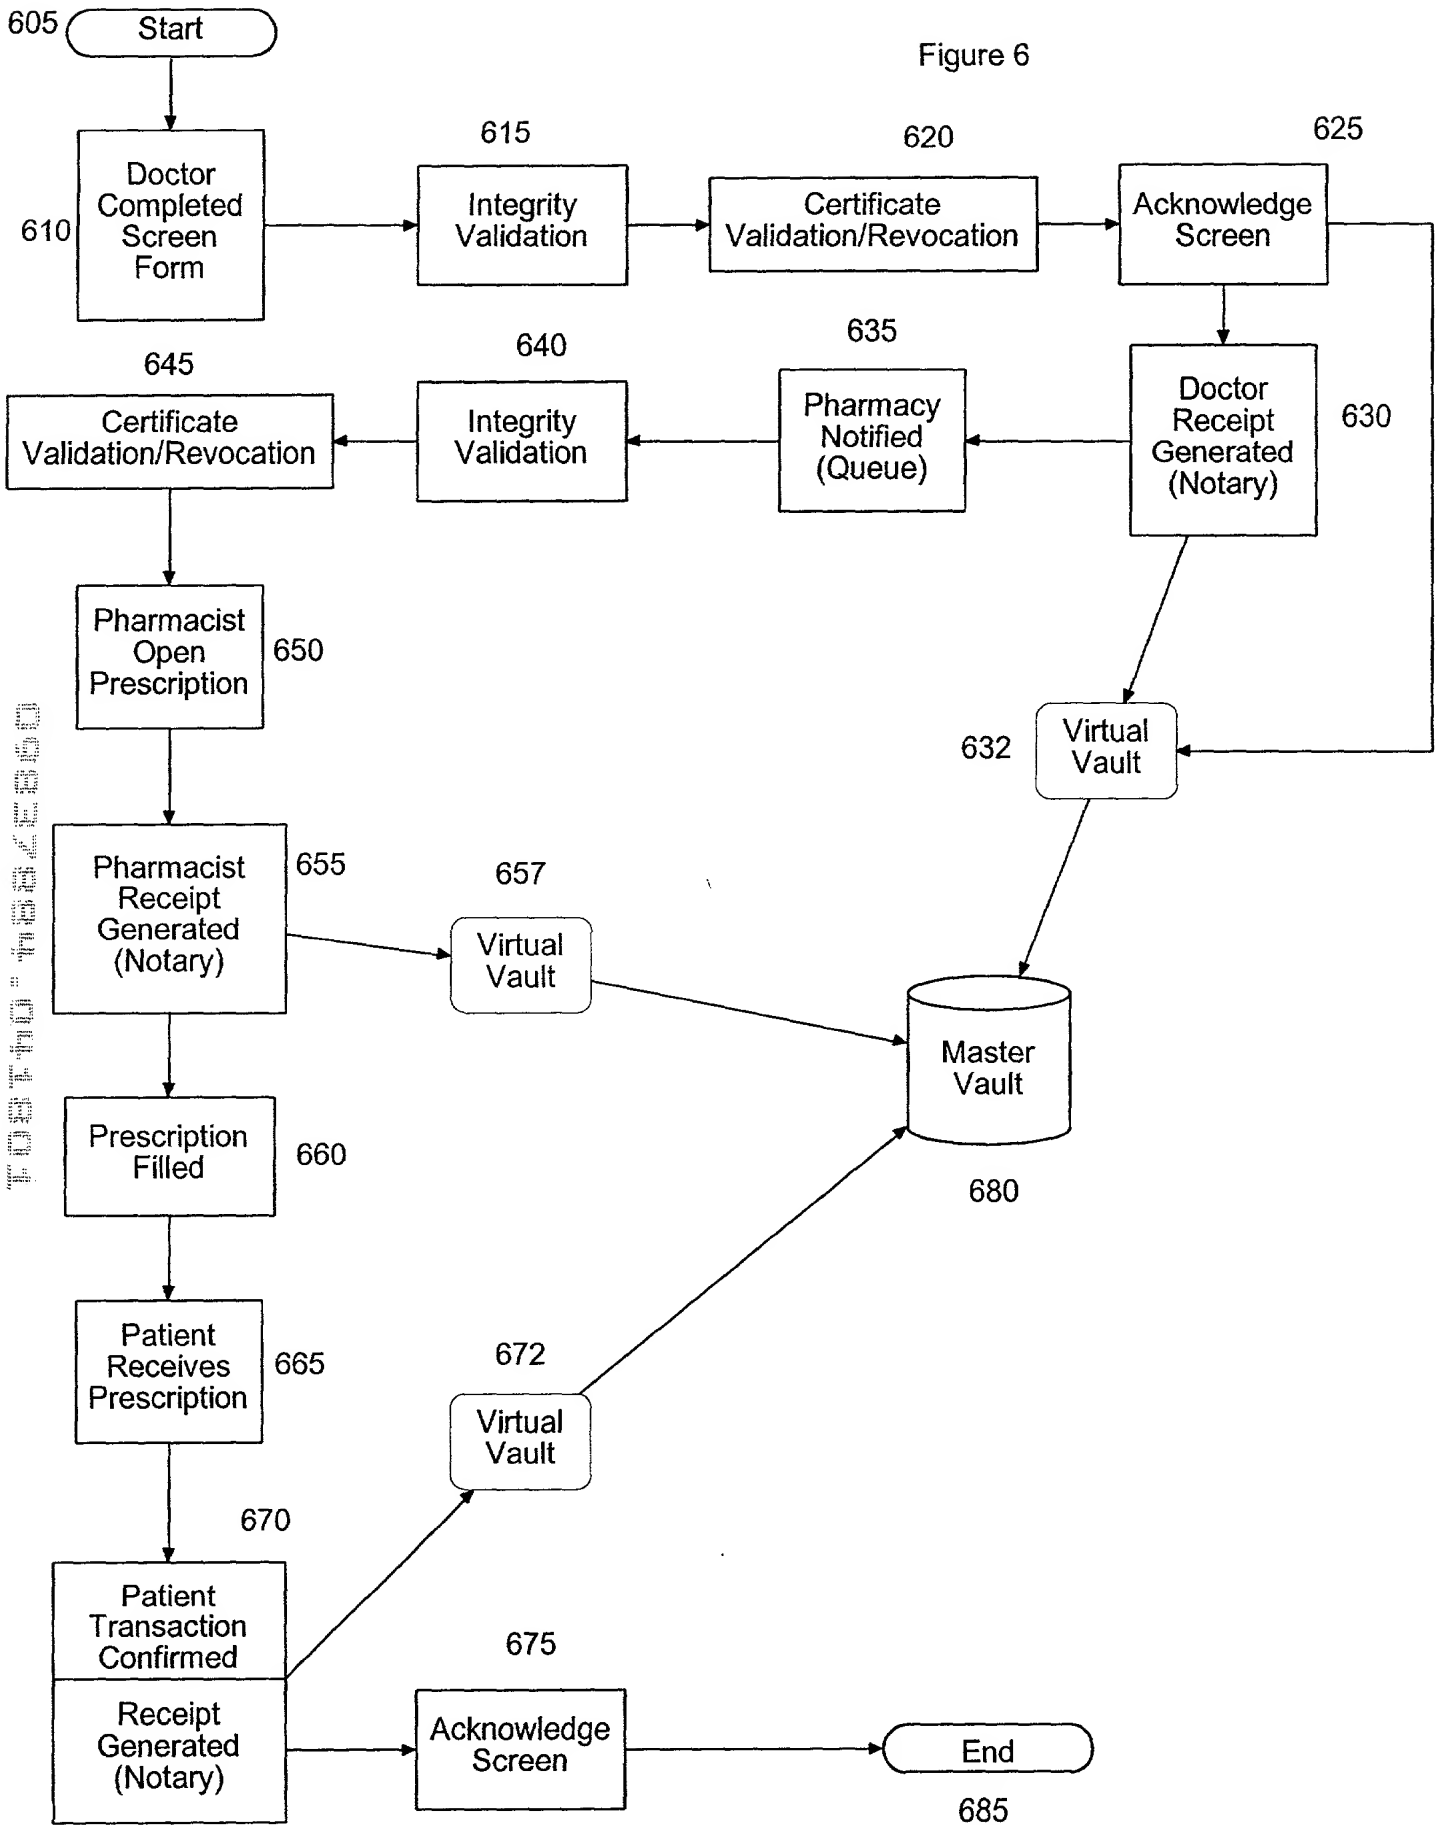 605
Start
Figure 6
615
620
625
610
Doctor
Completed
Screen
Form
Integrity
Validation
Certificate
Validation/Revocation
Acknowledge
Screen
645
640
635
630
Certificate
Validation/Revocation
Integrity
Validation
Pharmacy
Notified
(Queue)
Doctor
Receipt
Generated
(Notary)
Pharmacist
Open
Prescription
650
632
Virtual
Vault
Pharmacist
Receipt
Generated
(Notary)
655
657
Virtual
Vault
Master
Vault
680
Prescription
Filled
660
Patient
Receives
Prescription
665
672
Virtual
Vault
670
Patient
Transaction
Confirmed
Receipt
Generated
(Notary)
675
Acknowledge
Screen
End
685